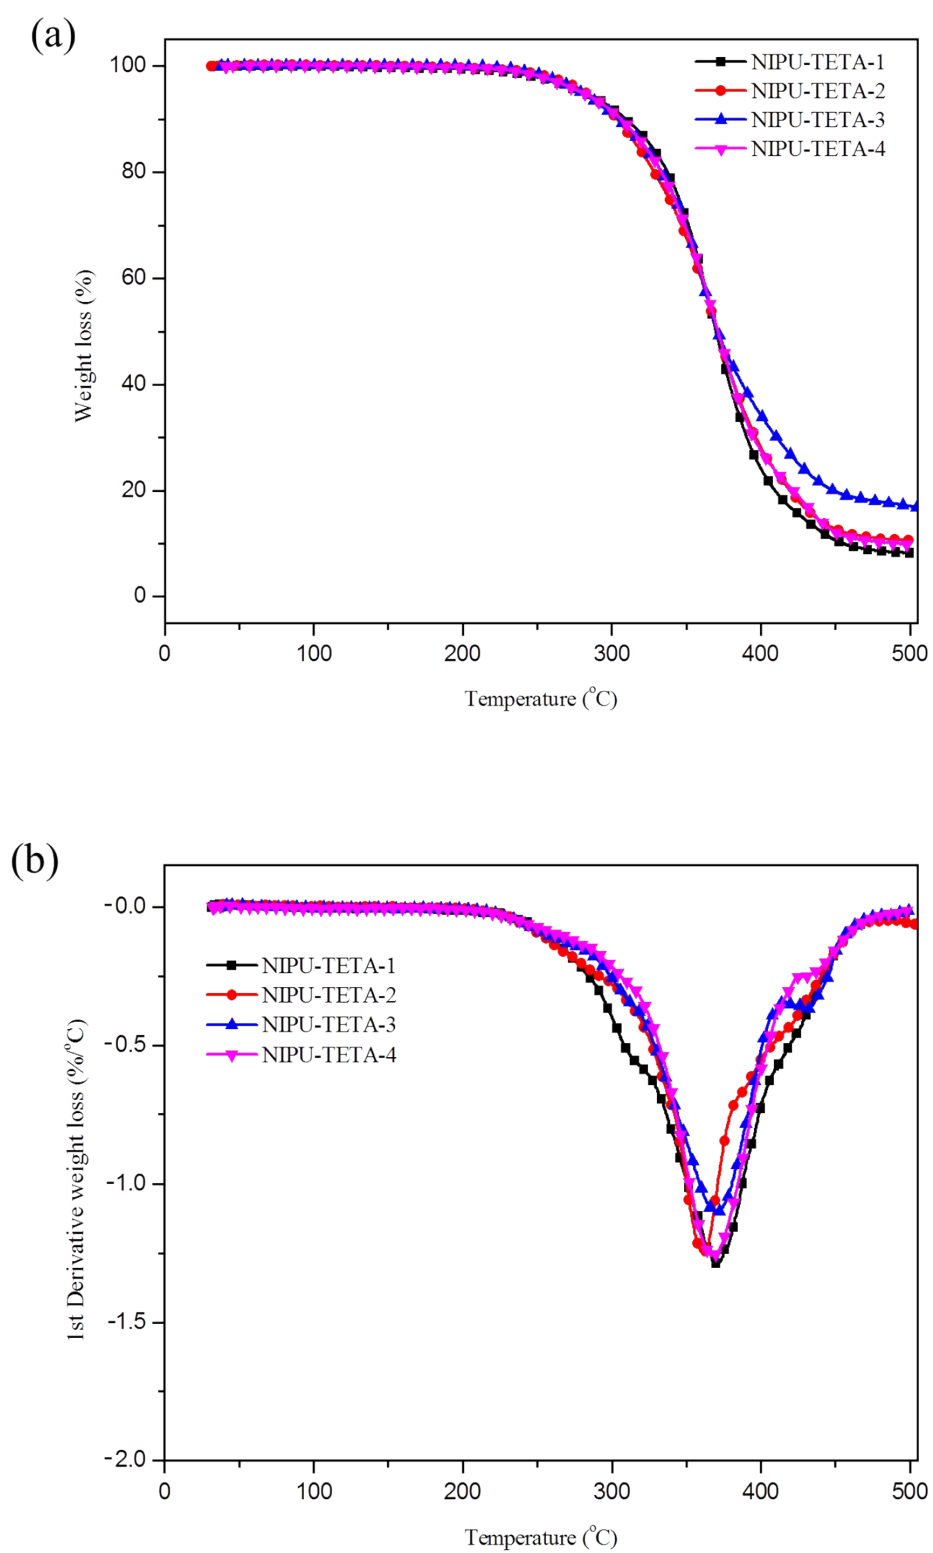 (a)
100
80
60
40
20
0
Weight loss (%)
NIPU-TETA-1
NIPU-TETA-2
NIPU-TETA-3
NIPU-TETA-4
0 100 200 300 400 500
Temperature (°C)
(b)
-0.0
-0.5
-1.0
-1.5
-2.0
1st Derivative weight loss (%/°C)
NIPU-TETA-1
NIPU-TETA-2
NIPU-TETA-3
NIPU-TETA-4
0 100 200 300 400 500
Temperature (°C)